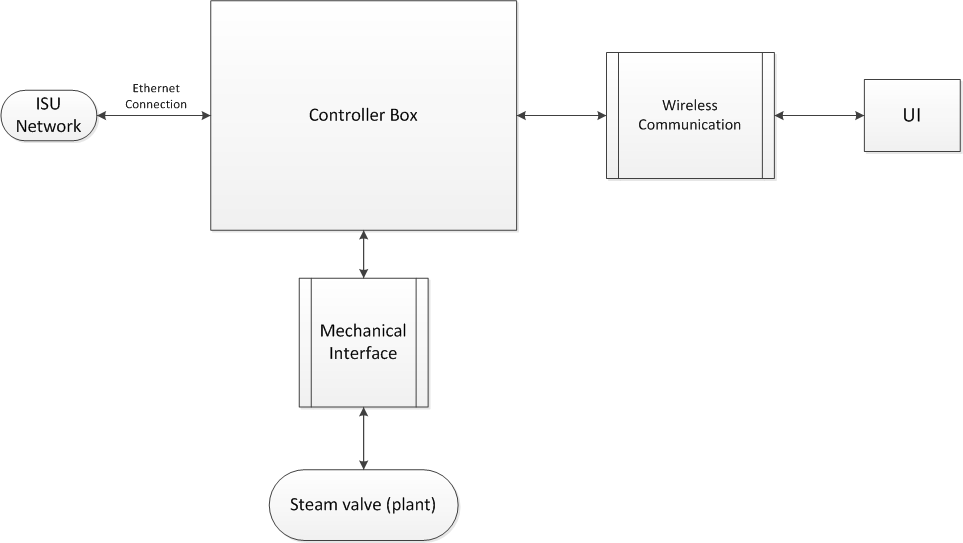 ISU
Network
Ethernet
Connection
Controller Box
Wireless
Communication
UI
Mechanical
Interface
Steam valve (plant)